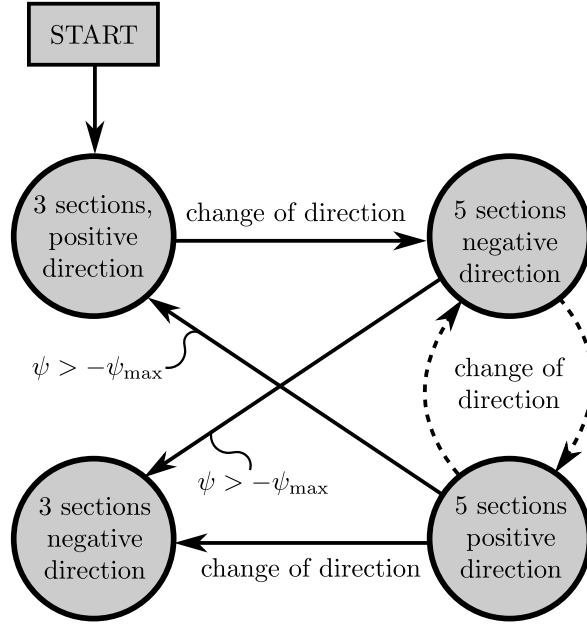 START
3 sections,
positive
direction
change of direction
5 sections
negative
direction
ψ > −ψmax
change of
direction
ψ > −ψmax
3 sections
negative
direction
change of direction
5 sections
positive
direction